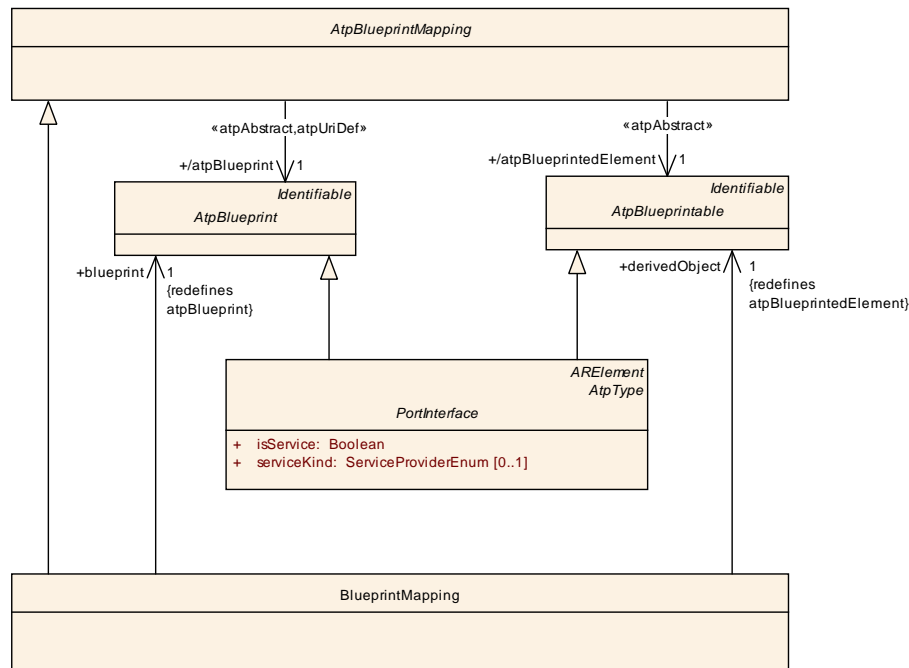 AtpBlueprintMapping
«atpAbstract,atpUriDef»
«atpAbstract»
+/atpBlueprint 1
+/atpBlueprintedElement 1
Identifiable
AtpBlueprint
Identifiable
AtpBlueprintable
+blueprint 1
{redefines
atpBlueprint}
+derivedObject 1
{redefines
atpBlueprintedElement}
ARElement
AtpType
PortInterface
+ isService: Boolean
+ serviceKind: ServiceProviderEnum [0..1]
BlueprintMapping